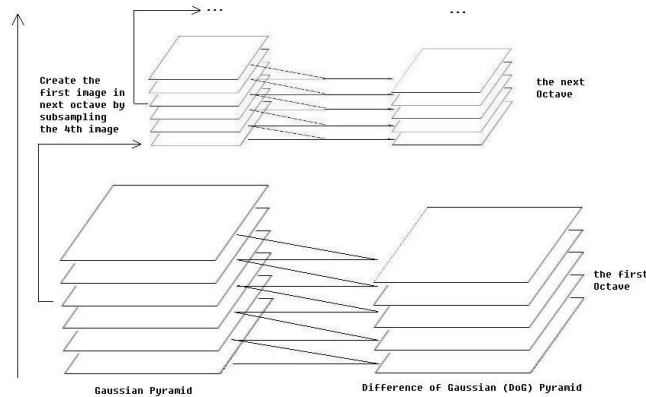 ...
...
Create the
first image in
next octave by
subsampling
the 4th image
the next
Octave
the first
Octave
Gaussian Pyramid
Difference of Gaussian (DoG) Pyramid